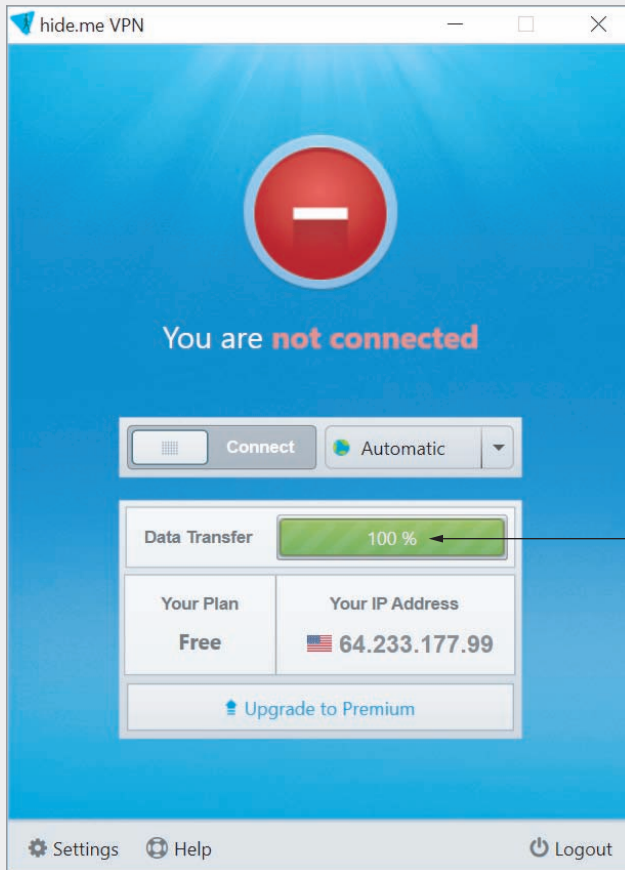 hide.me VPN
You are not connected
Connect
Automatic
Data Transfer
100 %
Your Plan
Your IP Address
Free
64.233.177.99
Upgrade to Premium
Settings
Help
Logout